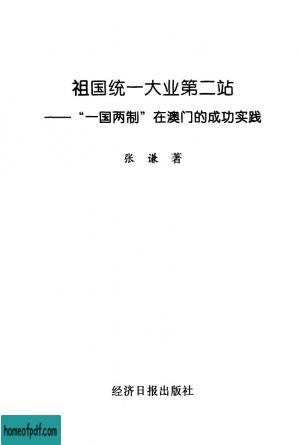 祖国统一大业第二站
——“一国两制”在澳门的成功实践
张谦著
经济日报出版社
homeofpdf.com